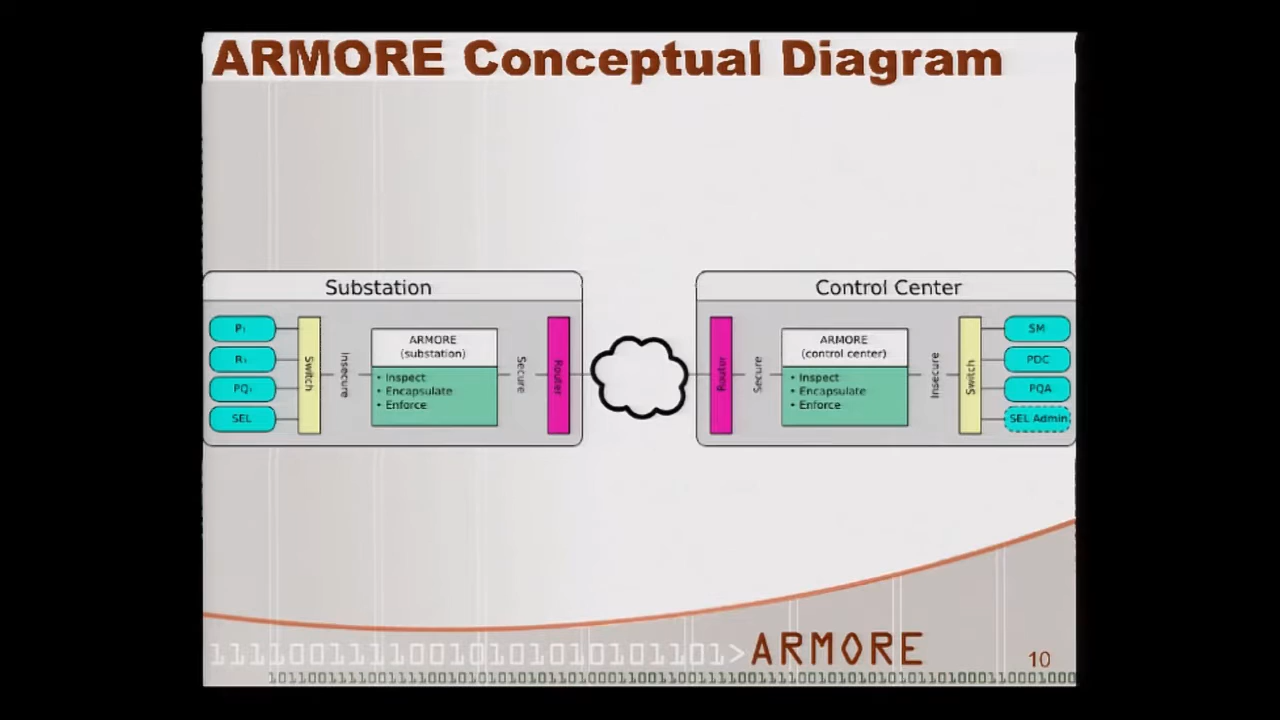 ARMORE Conceptual Diagram
Substation
P₁
R₁
PQ₁
SEL
Switch
Insecure
ARMORE
(substation)
• Inspect
• Encapsulate
• Enforce
Secure
Router
Control Center
Router
Secure
ARMORE
(control center)
• Inspect
• Encapsulate
• Enforce
Insecure
Switch
SM
PDC
PQA
SEL Admin
ARMORE
10